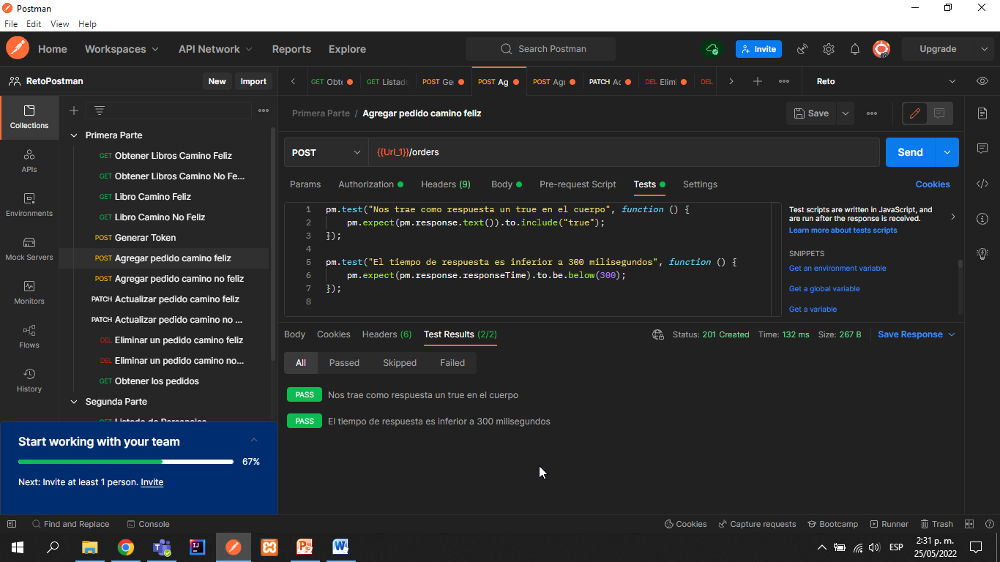 Postman
File Edit View Help
Home Workspaces API Network Reports Explore Search Postman Invite Upgrade
RetoPostman New Import GET Obte GET Listado POST Ge POST Ag POST Agr PATCH Ac DEL Elimi DEL Reto
Primera Parte / Agregar pedido camino feliz Save
Collections
APIs
Environments
Mock Servers
Monitors
Flows
History
Primera Parte
GET Obtener Libros Camino Feliz
GET Obtener Libros Camino No Fe...
GET Libro Camino Feliz
GET Libro Camino No Feliz
POST Generar Token
POST Agregar pedido camino feliz
POST Agregar pedido camino no feliz
PATCH Actualizar pedido camino feliz
PATCH Actualizar pedido camino no ...
DEL Eliminar un pedido camino feliz
DEL Eliminar un pedido camino no...
GET Obtener los pedidos
Segunda Parte
GET Listado de Personajes
Start working with your team
67%
Next: Invite at least 1 person. Invite
POST {{Url_1}}/orders Send
Params Authorization Headers (9) Body Pre-request Script Tests Settings Cookies
1 pm.test("Nos trae como respuesta un true en el cuerpo", function () {
2 pm.expect(pm.response.text()).to.include("true");
3 });
4
5 pm.test("El tiempo de respuesta es inferior a 300 milisegundos", function () {
6 pm.expect(pm.response.responseTime).to.be.below(300);
7 });
8
Test scripts are written in JavaScript, and
are run after the response is received.
Learn more about tests scripts
SNIPPETS
Get an environment variable
Get a global variable
Get a variable
Body Cookies Headers (6) Test Results (2/2) Status: 201 Created Time: 132 ms Size: 267 B Save Response
All Passed Skipped Failed
PASS Nos trae como respuesta un true en el cuerpo
PASS El tiempo de respuesta es inferior a 300 milisegundos
Find and Replace Console Cookies Capture requests Bootcamp Runner Trash
ESP
2:31 p. m.
25/05/2022